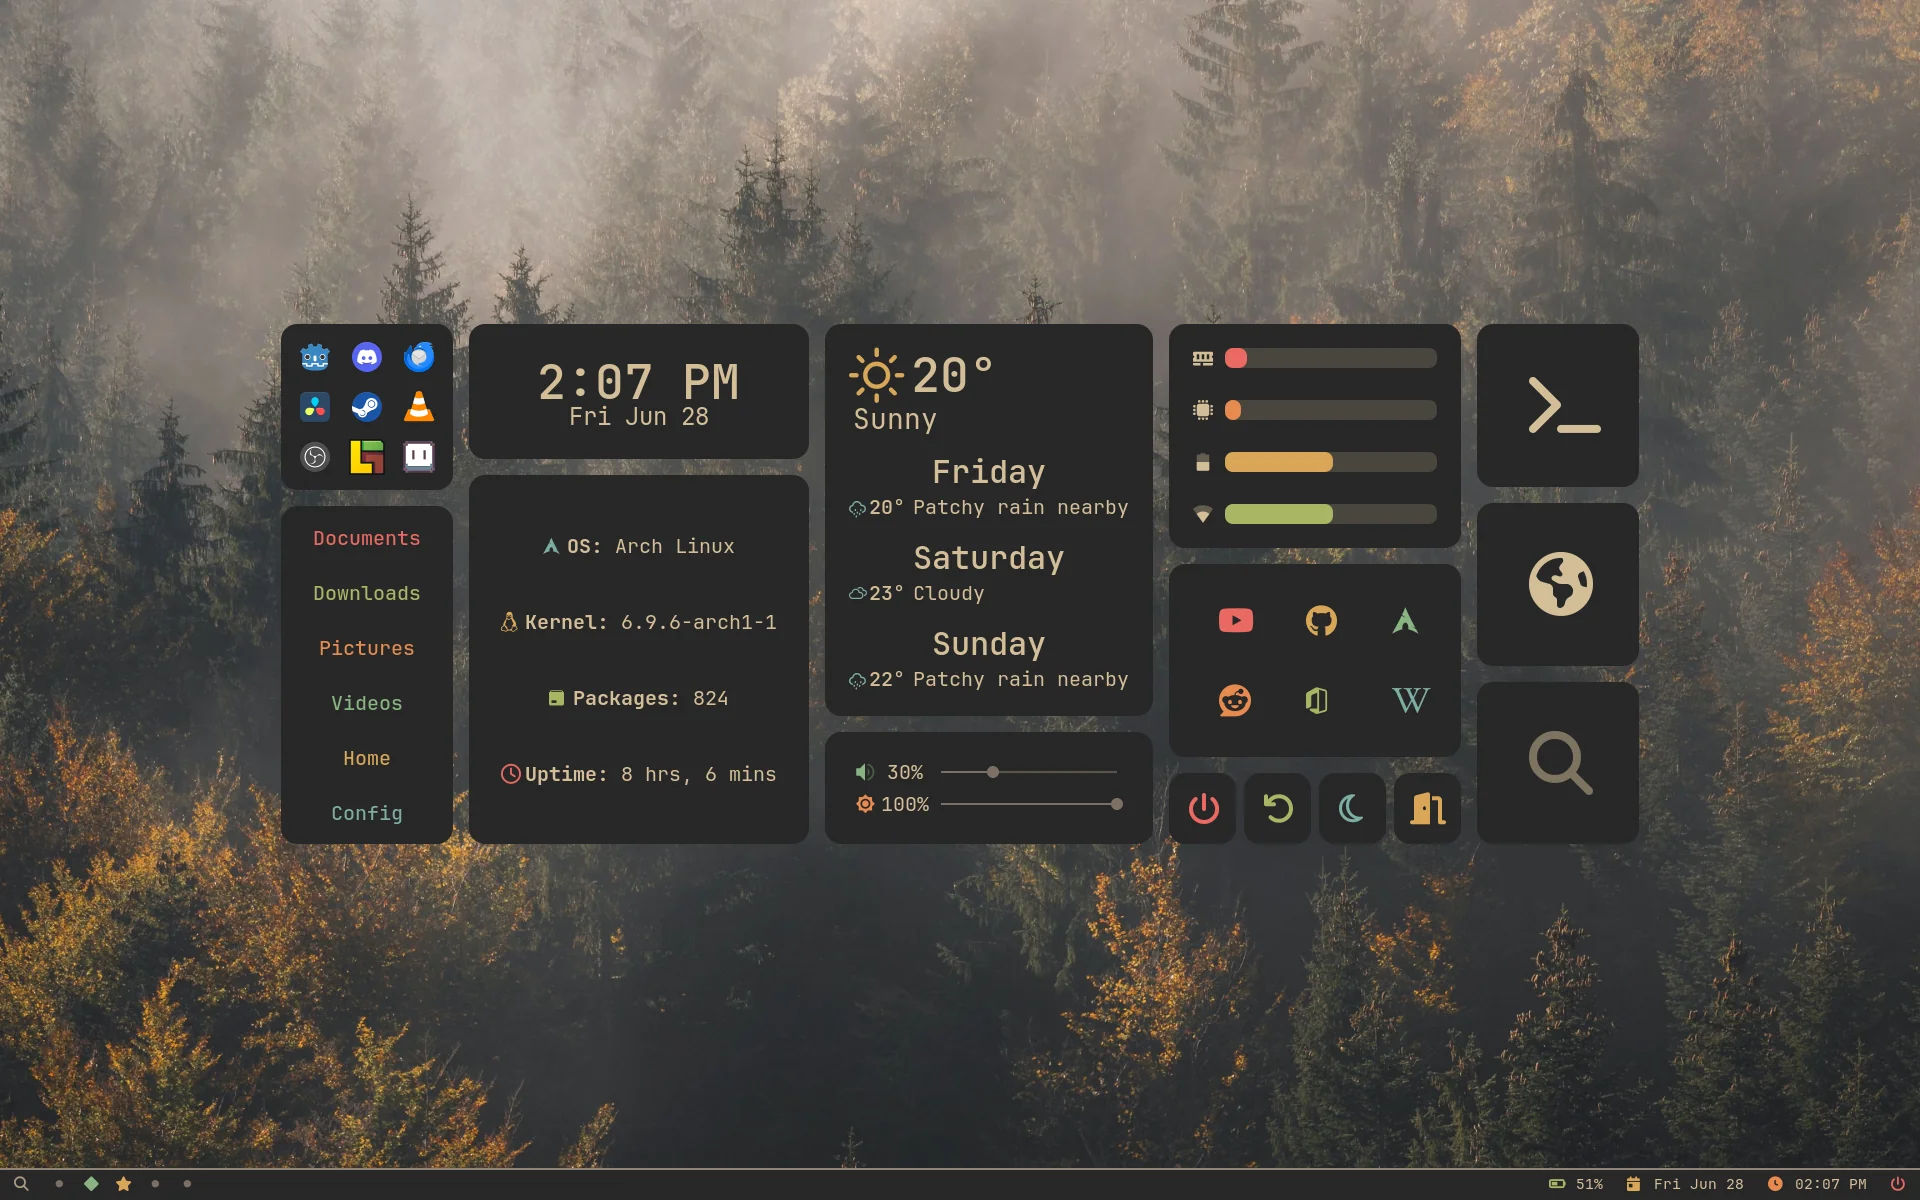 Documents
Downloads
Pictures
Videos
Home
Config
2:07 PM
Fri Jun 28
OS: Arch Linux
Kernel: 6.9.6-arch1-1
Packages: 824
Uptime: 8 hrs, 6 mins
20°
Sunny
Friday
20° Patchy rain nearby
Saturday
23° Cloudy
Sunday
22° Patchy rain nearby
30%
100%
W
51% Fri Jun 28 02:07 PM